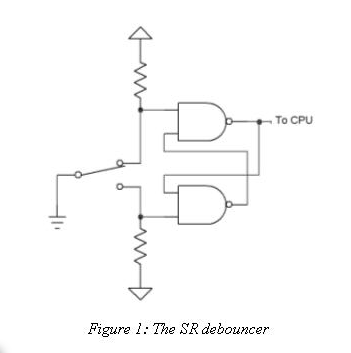 To CPU
Figure 1: The SR debouncer